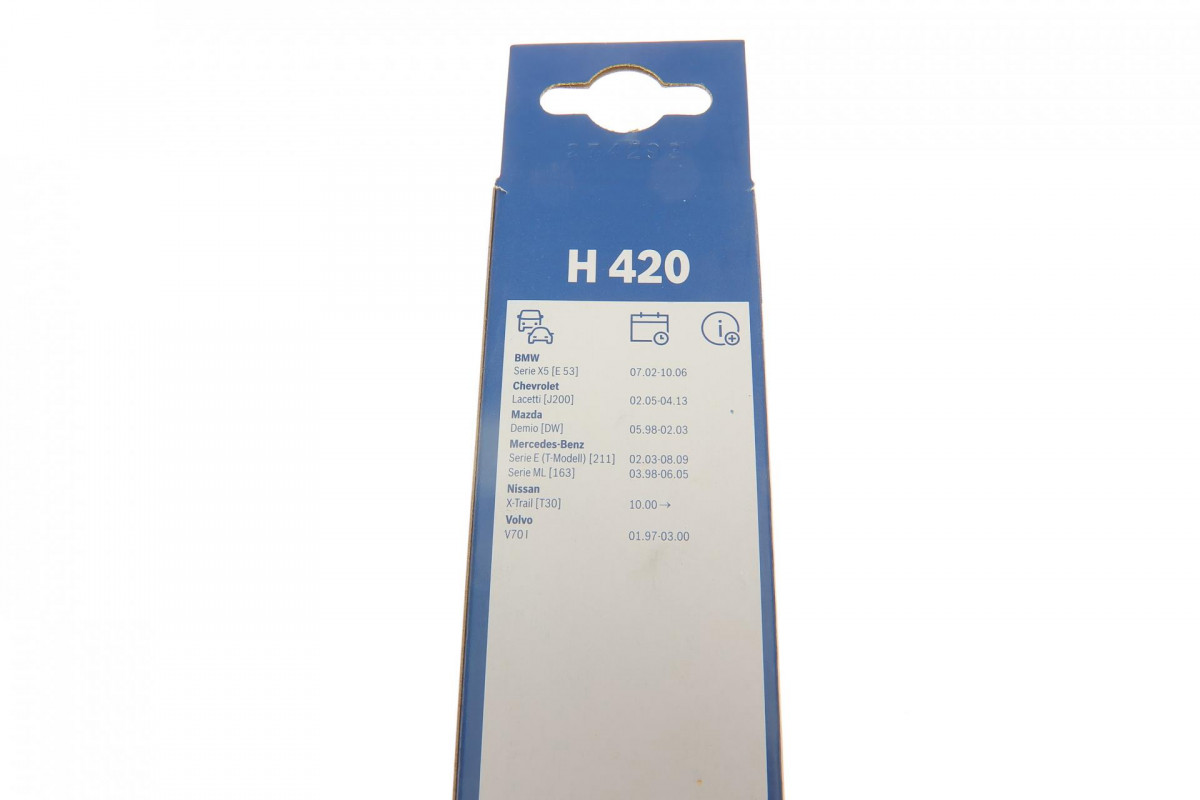 H 420
BMW
Serie X5 [E 53] 07.02-10.06
Chevrolet
Lacetti [J200] 02.05-04.13
Mazda
Demio [DW] 05.98-02.03
Mercedes-Benz
Serie E (T-Modell) [211] 02.03-08.09
Serie ML [163] 03.98-06.05
Nissan
X-Trail [T30] 10.00→
Volvo
V70 I 01.97-03.00